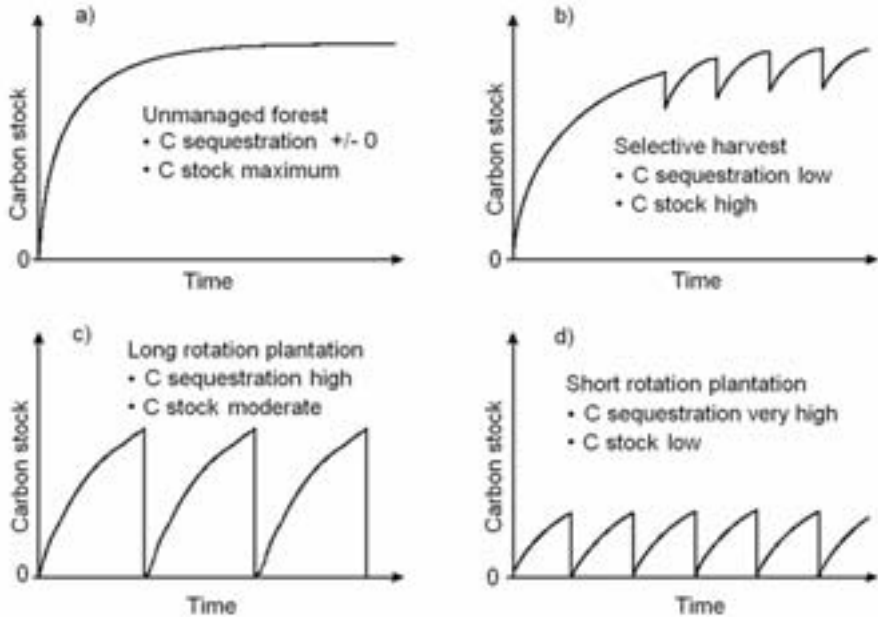 a)
Carbon stock
Unmanaged forest
• C sequestration +/- 0
• C stock maximum
0
Time
b)
Carbon stock
Selective harvest
• C sequestration low
• C stock high
0
Time
c)
Carbon stock
Long rotation plantation
• C sequestration high
• C stock moderate
0
Time
d)
Carbon stock
Short rotation plantation
• C sequestration very high
• C stock low
0
Time